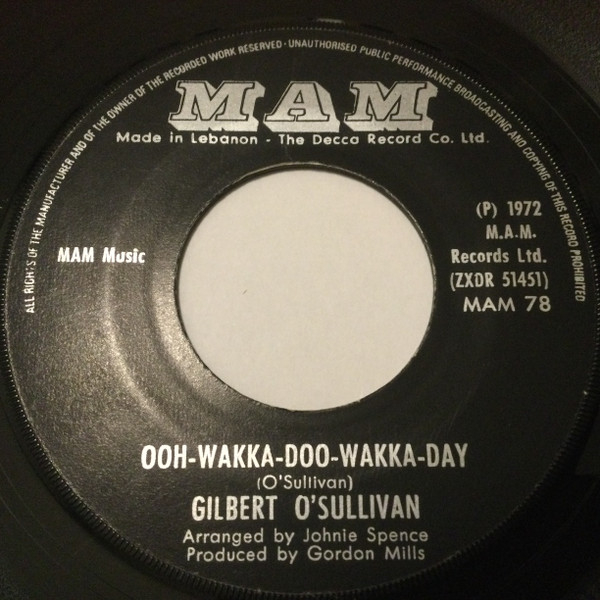 ALL RIGHTS OF THE MANUFACTURER AND OF THE OWNER OF THE RECORDED WORK RESERVED · UNAUTHORISED PUBLIC PERFORMANCE BROADCASTING AND COPYING OF THIS RECORD PROHIBITED
MAM
Made in Lebanon - The Decca Record Co. Ltd.
MAM Music
(P) 1972
M.A.M.
Records Ltd.
(ZXDR 51451)
MAM 78
OOH-WAKKA-DOO-WAKKA-DAY
(O'Sullivan)
GILBERT O'SULLIVAN
Arranged by Johnie Spence
Produced by Gordon Mills